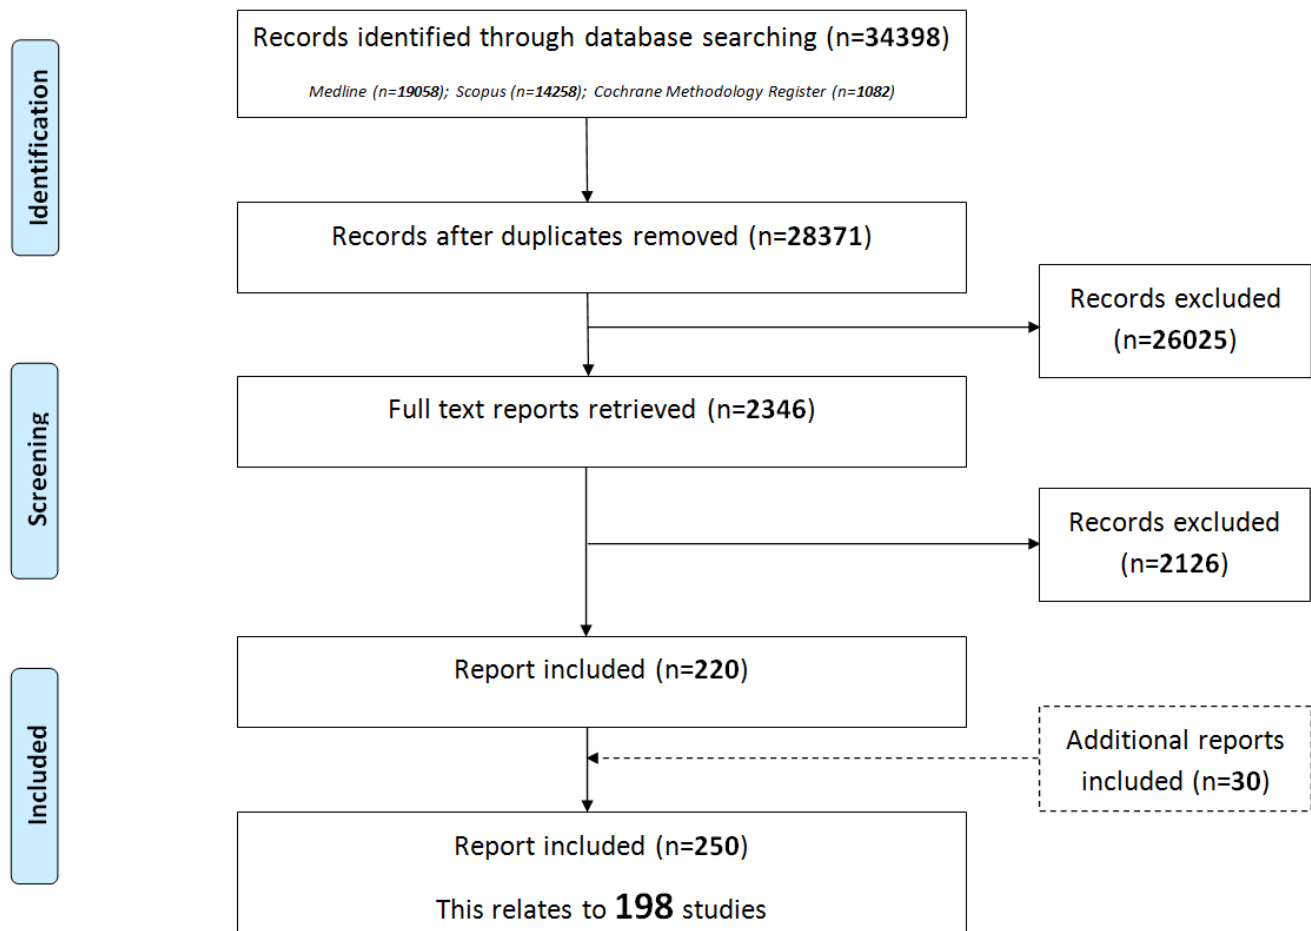 Records identified through database searching (n=34398)
Medline (n=19058); Scopus (n=14258); Cochrane Methodology Register (n=1082)
Identification
Records after duplicates removed (n=28371)
Records excluded
(n=26025)
Screening
Full text reports retrieved (n=2346)
Records excluded
(n=2126)
Report included (n=220)
Included
Additional reports
included (n=30)
Report included (n=250)
This relates to 198 studies